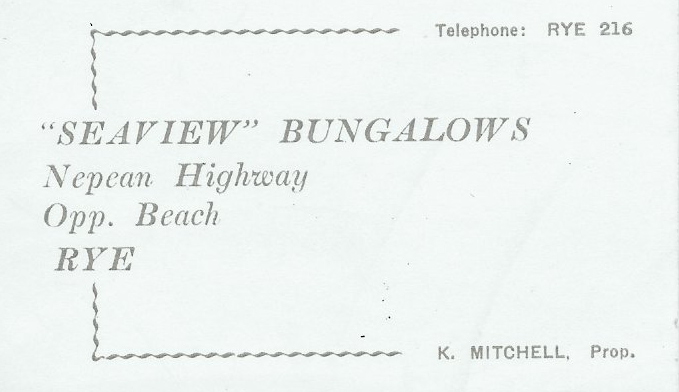 Telephone: RYE 216
"SEAVIEW" BUNGALOWS
Nepean Highway
Opp. Beach
RYE
K. MITCHELL, Prop.